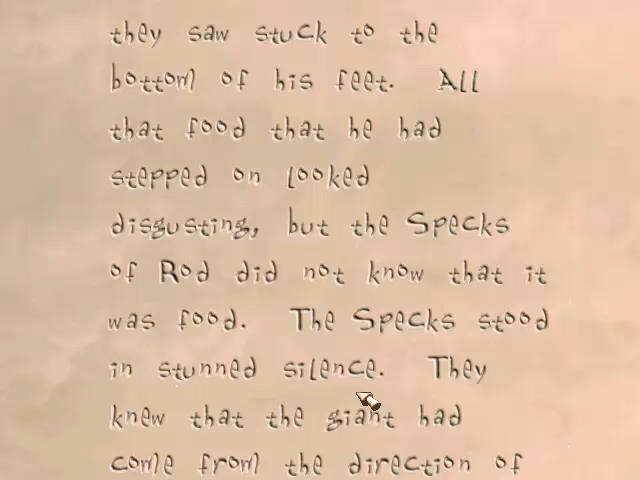 they saw stuck to the
bottom of his feet. All
that food that he had
stepped on looked
disgusting, but the Specks
of Rod did not know that it
was food. The Specks stood
in stunned silence. They
knew that the giant had
come from the direction of